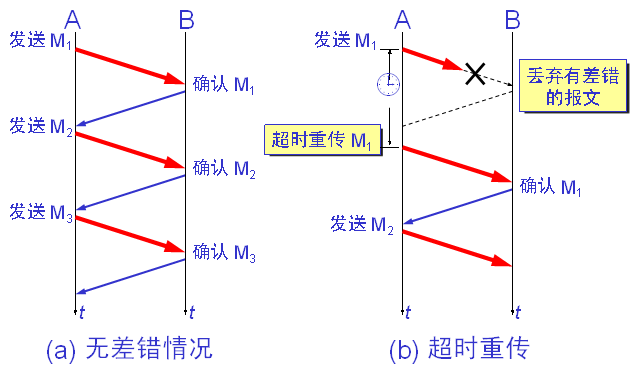 A
B
发送 M1
确认 M1
发送 M2
确认 M2
发送 M3
确认 M3
t
t
(a) 无差错情况
A
B
发送 M1
丢弃有差错
的报文
超时重传 M1
确认 M1
发送 M2
t
t
(b) 超时重传